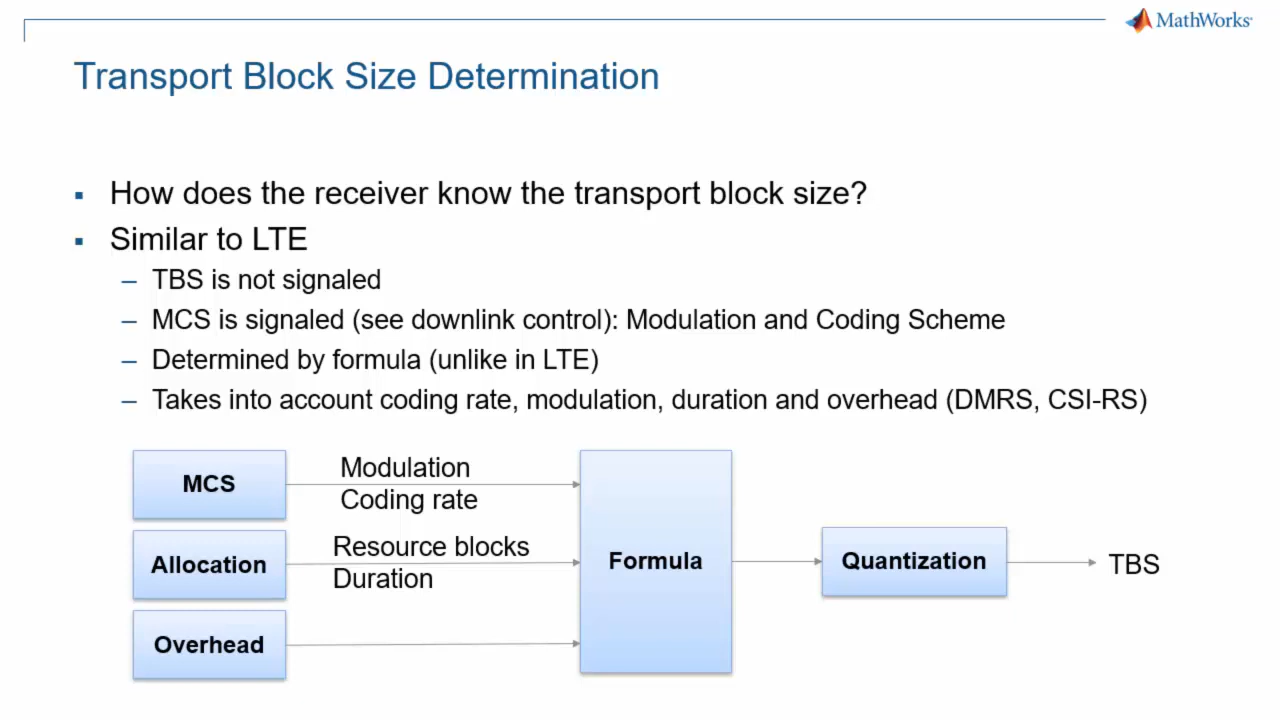 MathWorks
Transport Block Size Determination
▪ How does the receiver know the transport block size?
▪ Similar to LTE
– TBS is not signaled
– MCS is signaled (see downlink control): Modulation and Coding Scheme
– Determined by formula (unlike in LTE)
– Takes into account coding rate, modulation, duration and overhead (DMRS, CSI-RS)
MCS
Modulation
Coding rate
Allocation
Resource blocks
Duration
Overhead
Formula
Quantization
TBS